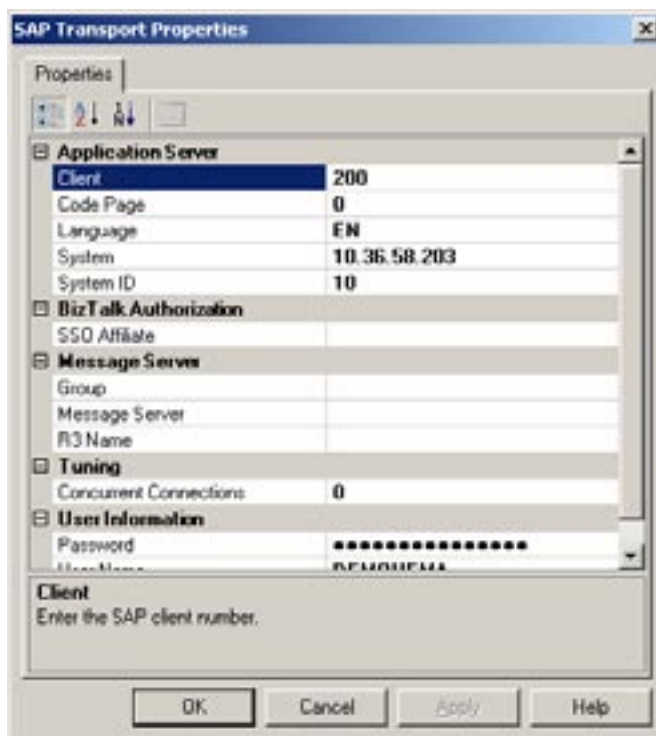 SAP Transport Properties
Properties
Application Server
Client 200
Code Page 0
Language EN
System 10.36.58.203
System ID 10
BizTalk Authorization
SSO Affiliate
Message Server
Group
Message Server
R3 Name
Tuning
Concurrent Connections 0
User Information
Password ●●●●●●●●●●●●●●●
Client
Enter the SAP client number.
OK Cancel Apply Help